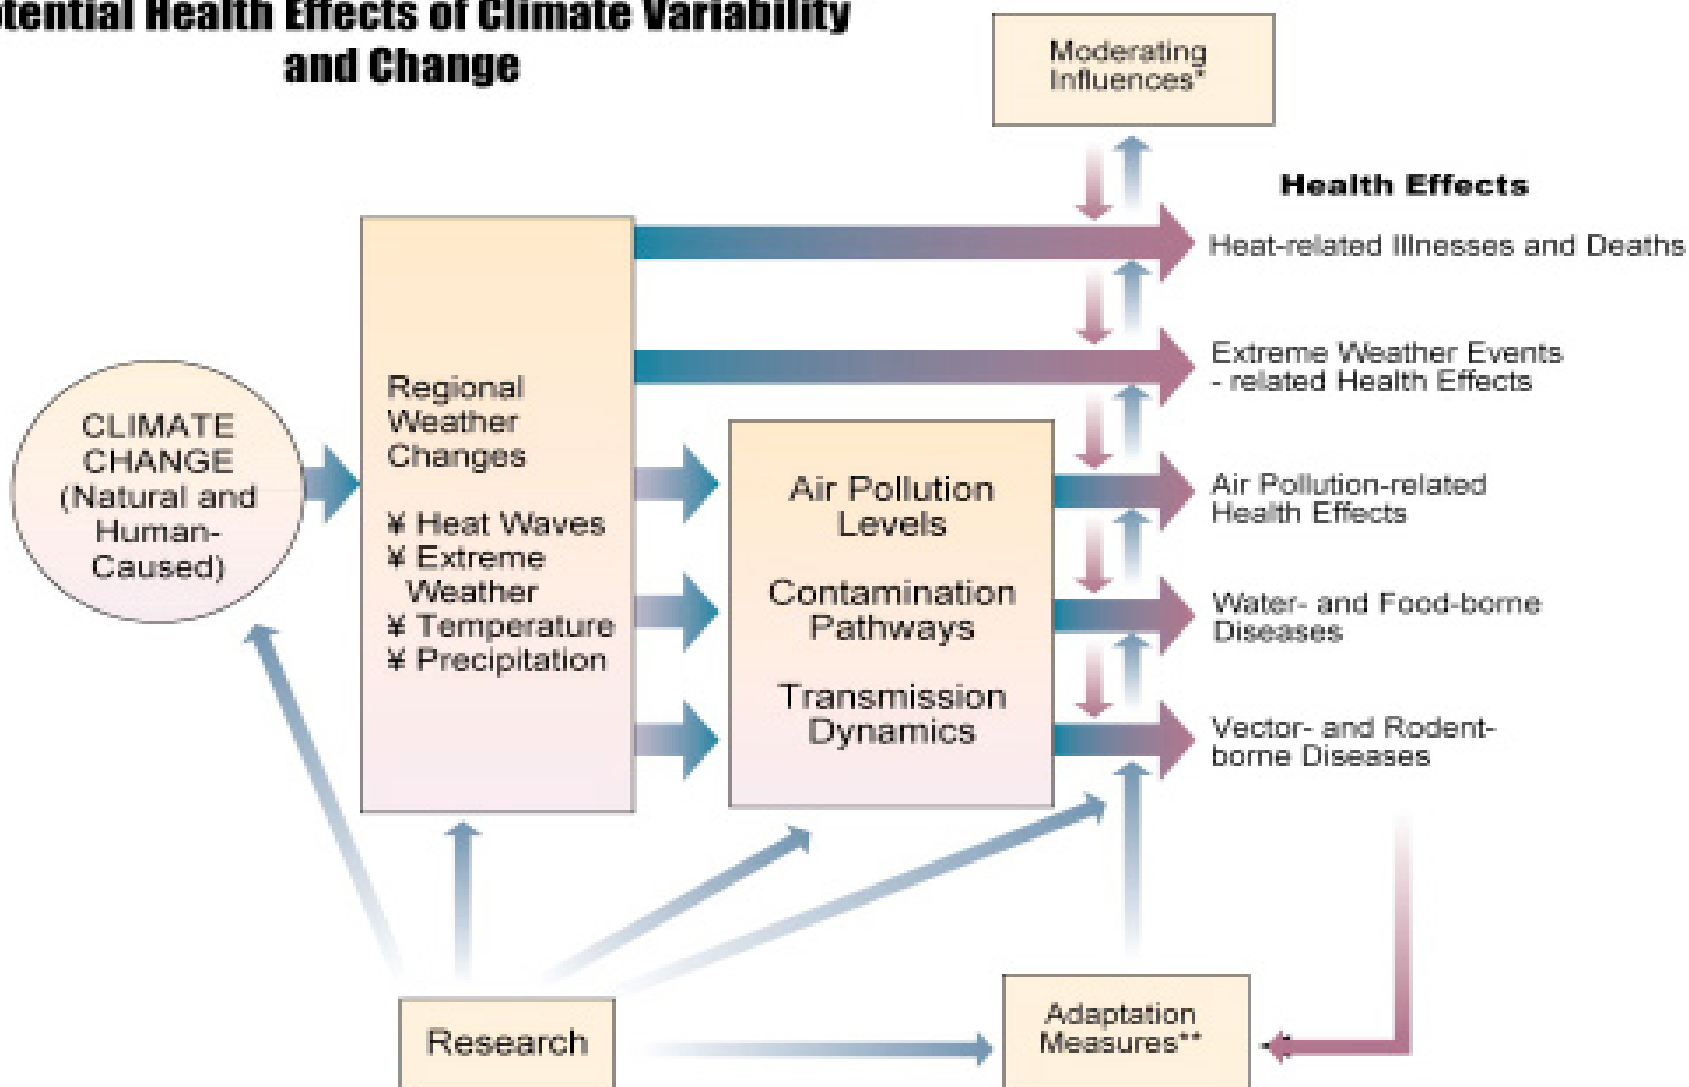 otential Health Effects of Climate Variability
and Change
Moderating
Influences*
Health Effects
Heat-related Illnesses and Deaths
Extreme Weather Events
- related Health Effects
Air Pollution-related
Health Effects
Water- and Food-borne
Diseases
Vector- and Rodent-
borne Diseases
CLIMATE
CHANGE
(Natural and
Human-
Caused)
Regional
Weather
Changes
¥ Heat Waves
¥ Extreme
Weather
¥ Temperature
¥ Precipitation
Air Pollution
Levels
Contamination
Pathways
Transmission
Dynamics
Research
Adaptation
Measures**